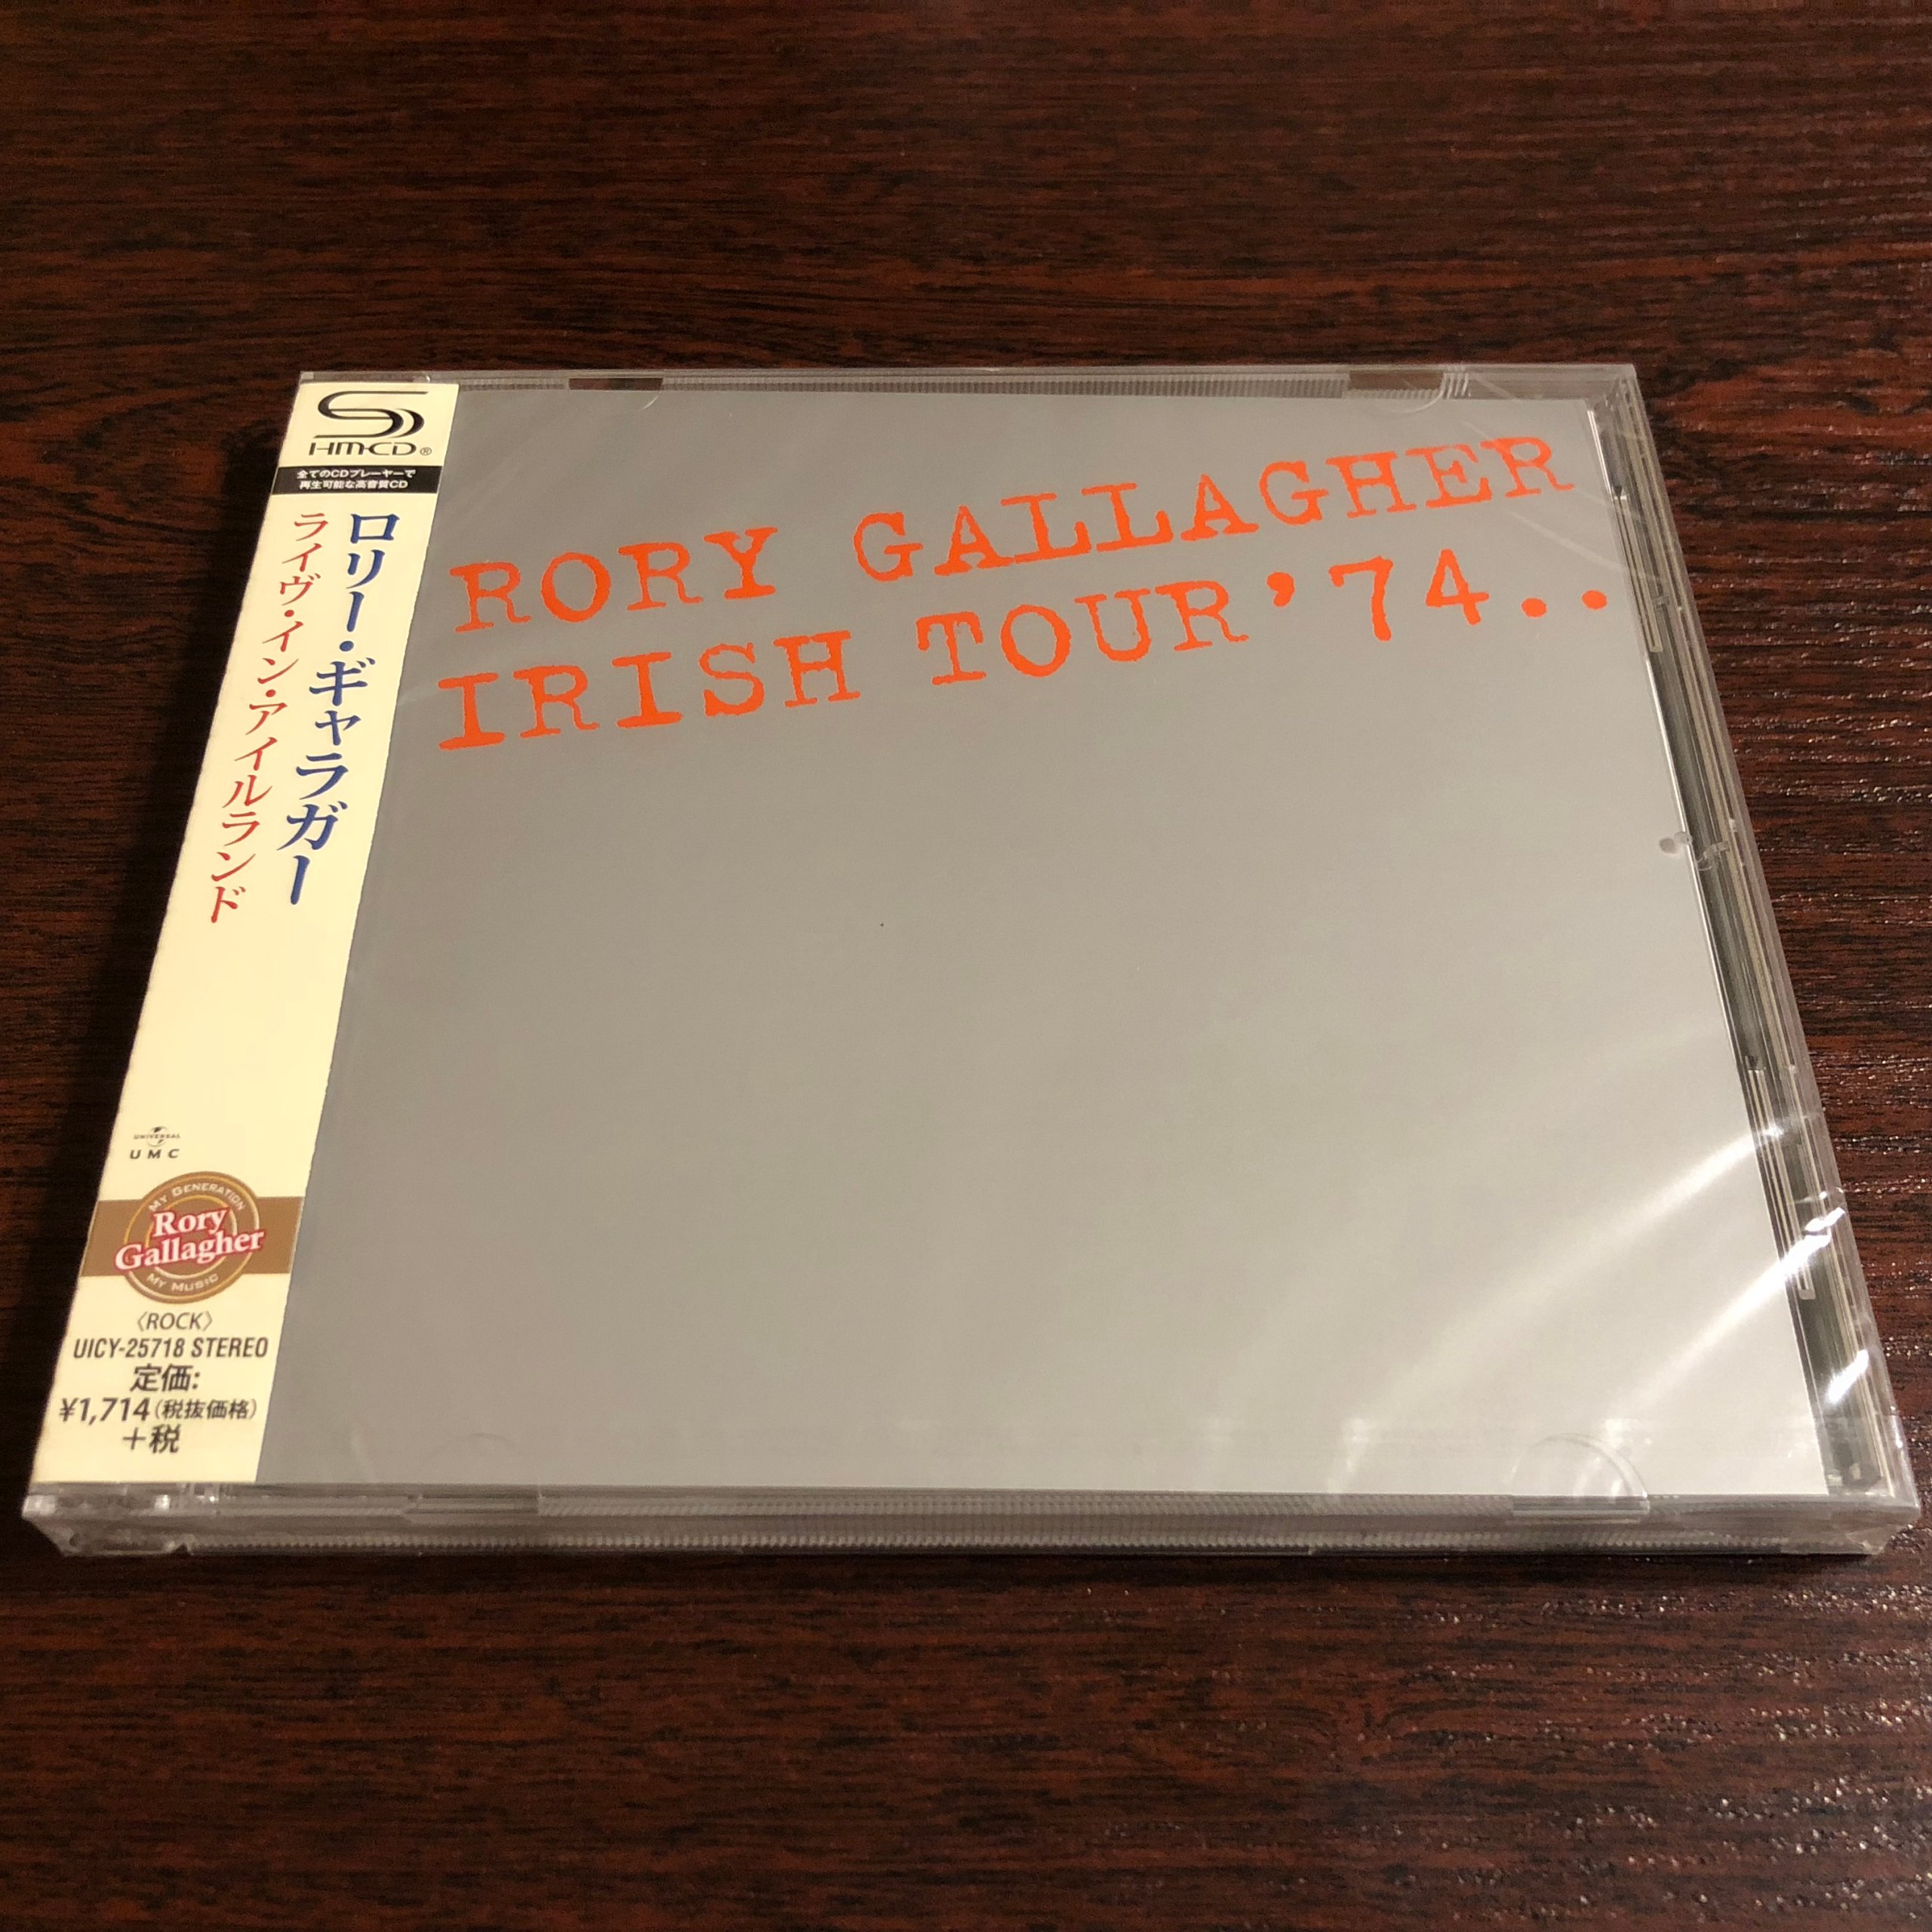 SHM-CD®
全てのCDプレーヤーで
再生可能な高音質CD
ロリー・ギャラガー
ライヴ・イン・アイルランド
UNIVERSAL
UMC
MY GENERATION
Rory
Gallagher
MY MUSIC
〈ROCK〉
UICY-25718 STEREO
定価:
¥1,714(税抜価格)
+税
RORY GALLAGHER
IRISH TOUR'74..